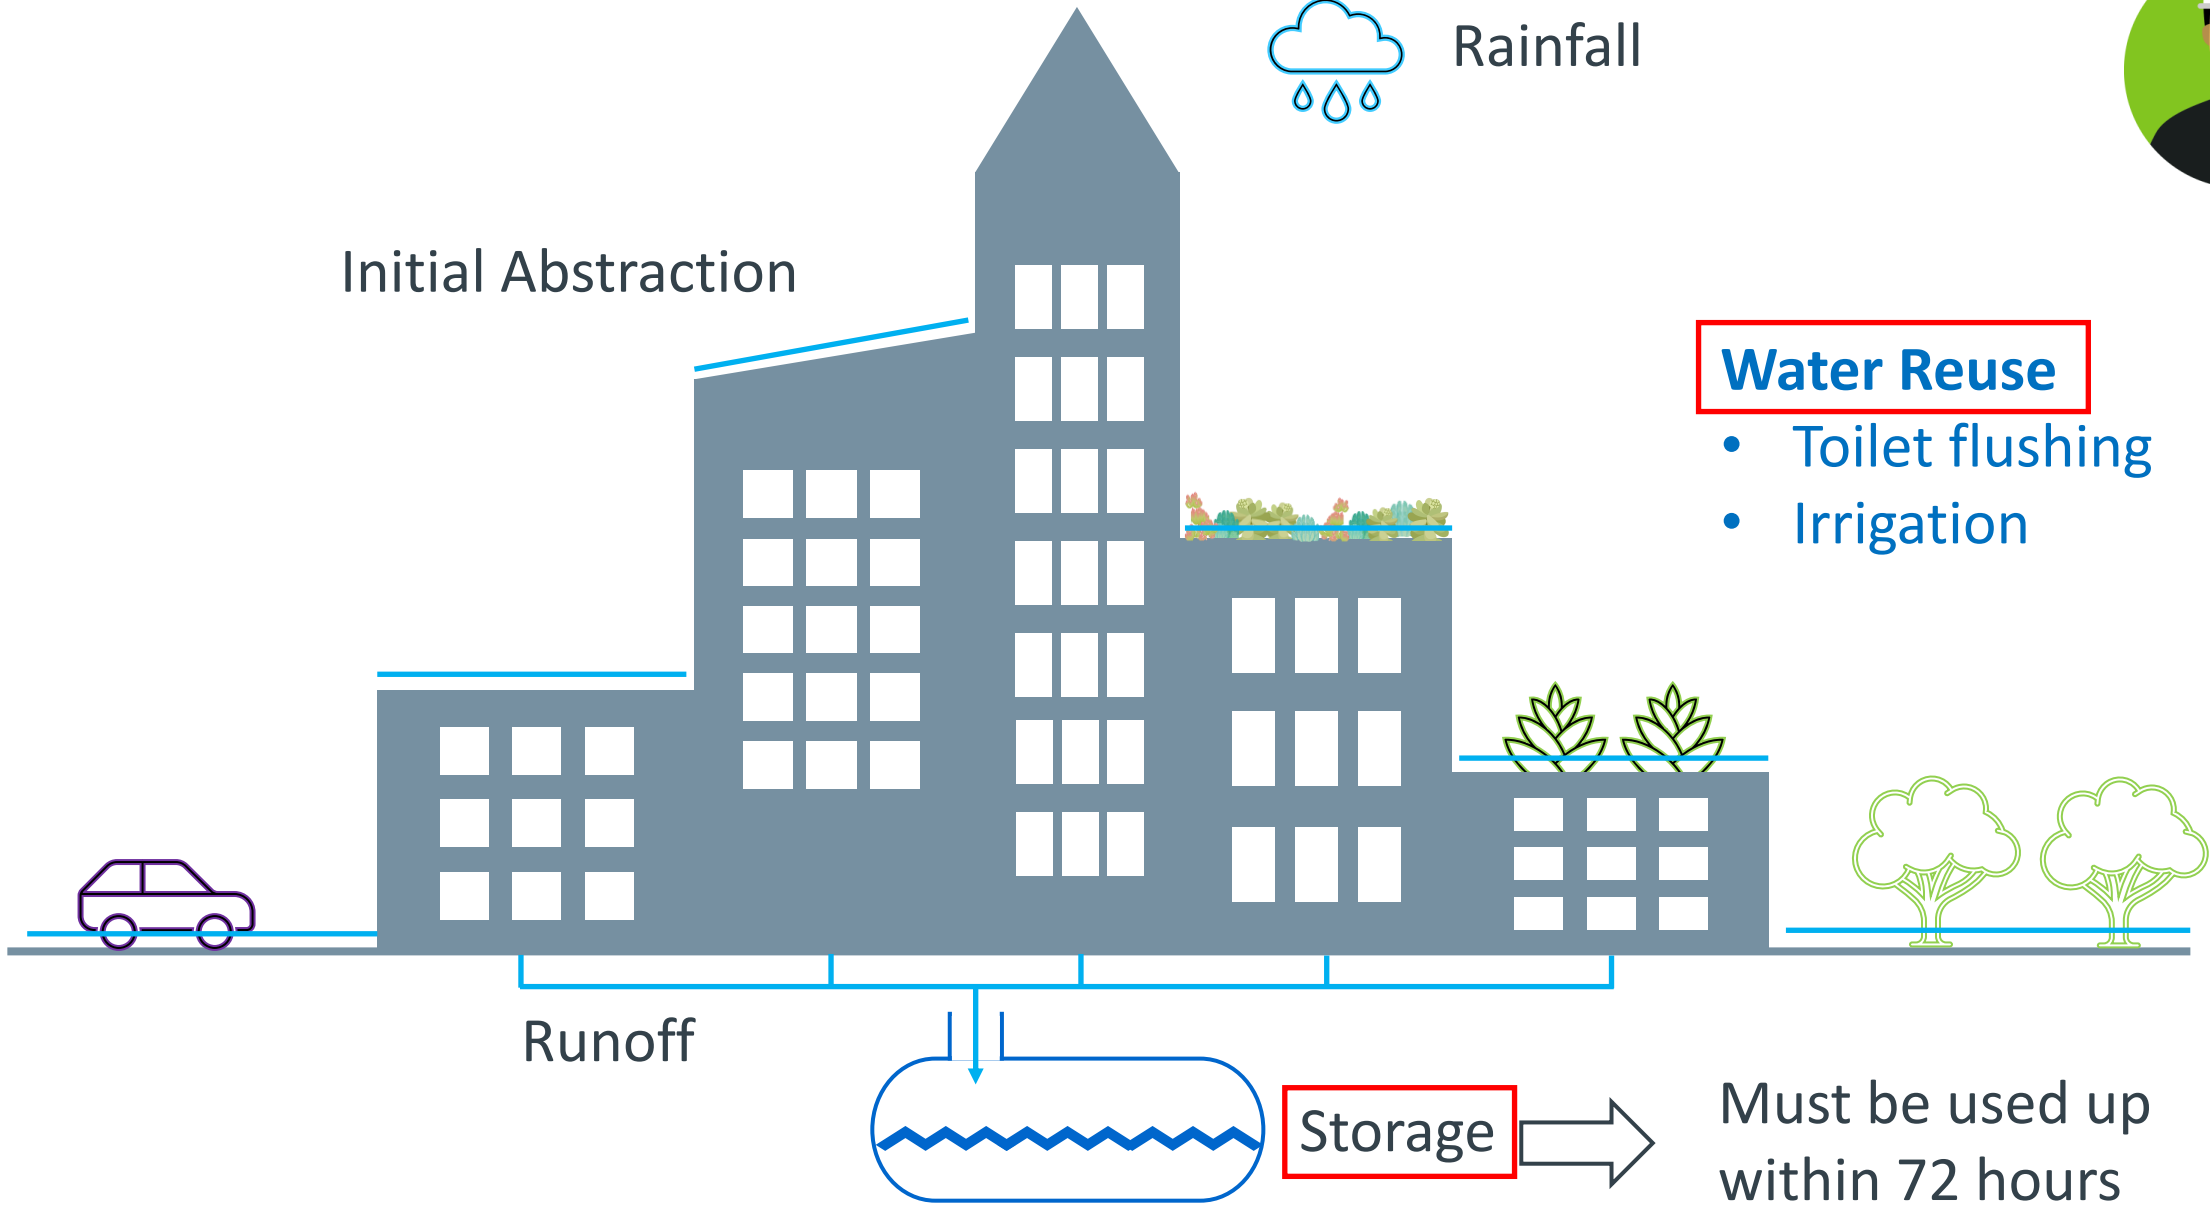 Rainfall
Initial Abstraction
Water Reuse
• Toilet flushing
• Irrigation
Runoff
Storage
Must be used up
within 72 hours